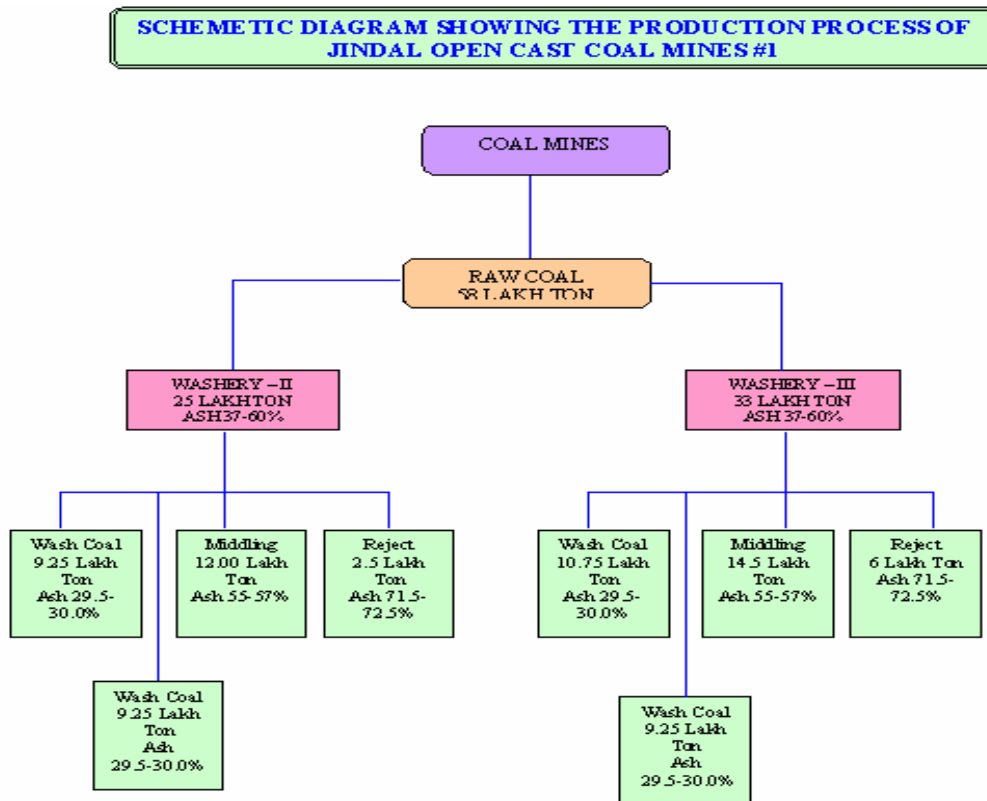 SCHEMETIC DIAGRAM SHOWING THE PRODUCTION PROCESS OF
JINDAL OPEN CAST COAL MINES #1
COAL MINES
RAW COAL
58 LAKH TON
WASHERY – II
25 LAKH TON
ASH 37-60%
WASHERY – III
33 LAKH TON
ASH 37-60%
Wash Coal
9.25 Lakh
Ton
Ash 29.5-
30.0%
Middling
12.00 Lakh
Ton
Ash 55-57%
Reject
2.5 Lakh
Ton
Ash 71.5-
72.5%
Wash Coal
10.75 Lakh
Ton
Ash 29.5-
30.0%
Middling
14.5 Lakh
Ton
Ash 55-57%
Reject
6 Lakh Ton
Ash 71.5-
72.5%
Wash Coal
9.25 Lakh
Ton
Ash
29.5-30.0%
Wash Coal
9.25 Lakh
Ton
Ash
29.5-30.0%